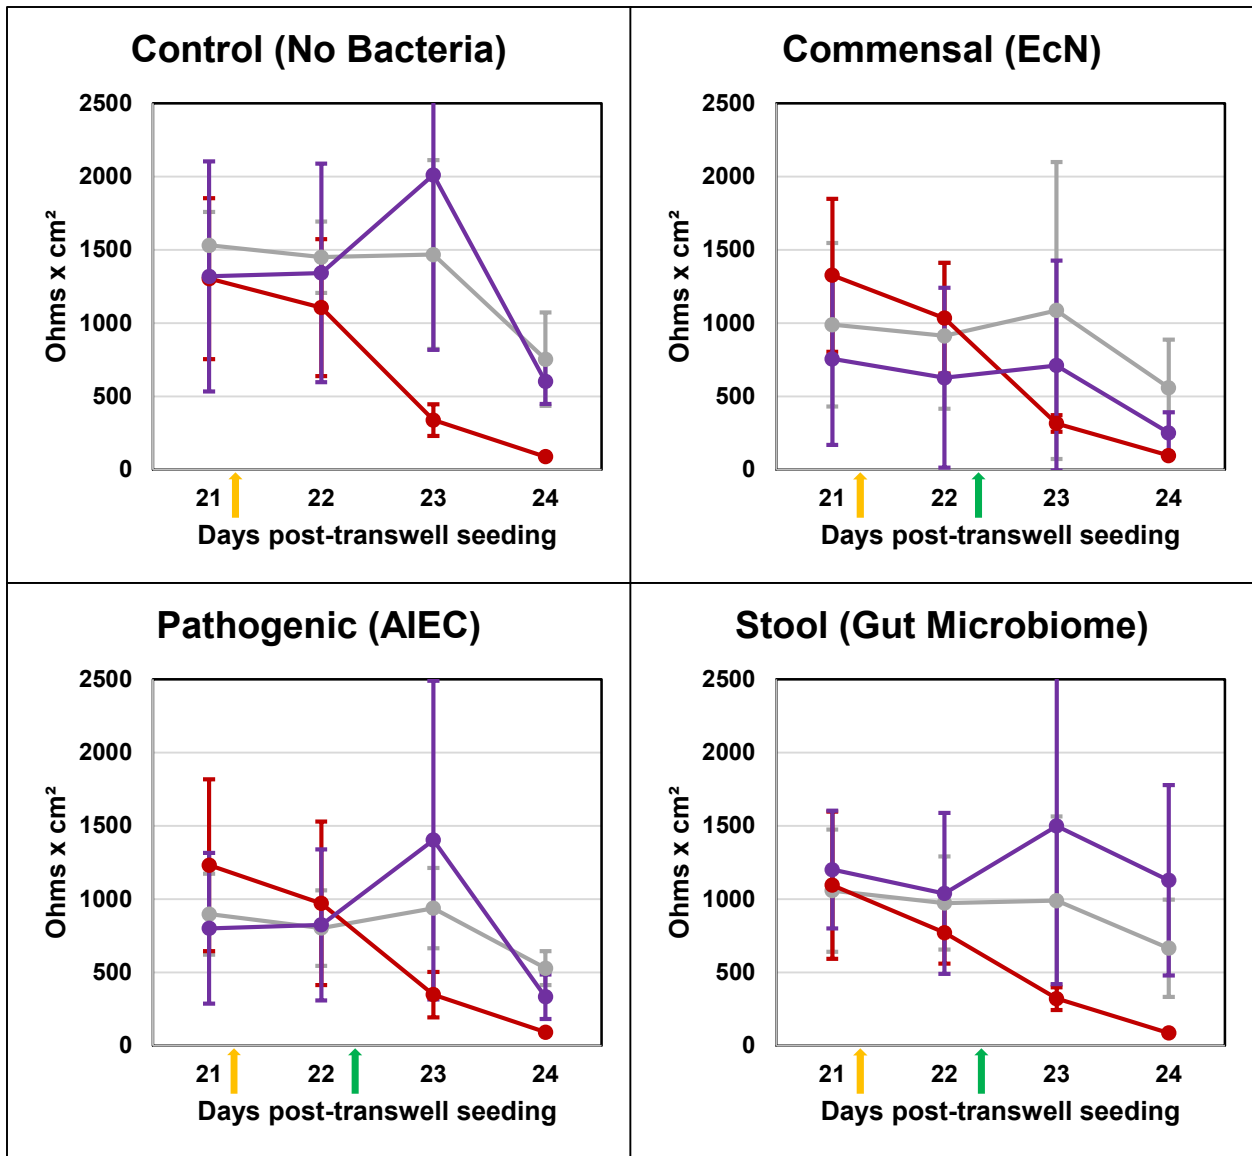 Control (No Bacteria)
2500
2000
1500
1000
500
0
Ohms x cm²
21 22 23 24
Days post-transwell seeding
Commensal (EcN)
2500
2000
1500
1000
500
0
Ohms x cm²
21 22 23 24
Days post-transwell seeding
Pathogenic (AIEC)
2500
2000
1500
1000
500
0
Ohms x cm²
21 22 23 24
Days post-transwell seeding
Stool (Gut Microbiome)
2500
2000
1500
1000
500
0
Ohms x cm²
21 22 23 24
Days post-transwell seeding